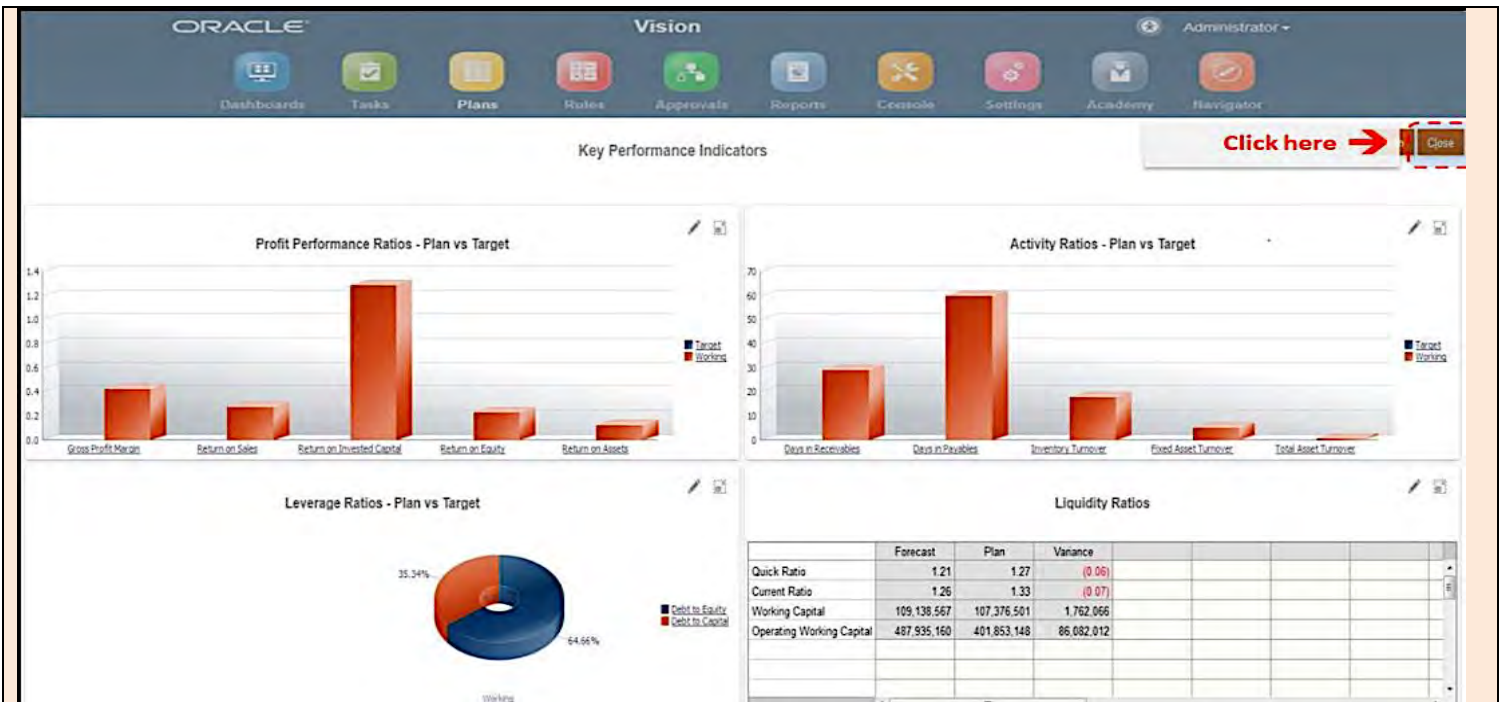 ORACLE Vision Administrator
Dashboards Tasks Plans Rules Approvals Reports Console Settings Academy Navigator
Key Performance Indicators
Click here
Close
Profit Performance Ratios - Plan vs Target
1.4
1.2
1.0
0.8
0.6
0.4
0.2
0.0
Gross Profit Margin Return on Sales Return on Invested Capital Return on Equity Return on Assets
Target
Working
Activity Ratios - Plan vs Target
70
60
50
40
30
20
10
0
Days in Receivables Days in Payables Inventory Turnover Fixed Asset Turnover Total Asset Turnover
Target
Working
Leverage Ratios - Plan vs Target
35.34%
64.66%
Debt to Equity
Debt to Capital
Working
Liquidity Ratios
Forecast Plan Variance
Quick Ratio 1.21 1.27 (0.06)
Current Ratio 1.26 1.33 (0.07)
Working Capital 109,138,567 107,376,501 1,762,066
Operating Working Capital 487,935,160 401,853,148 86,082,012